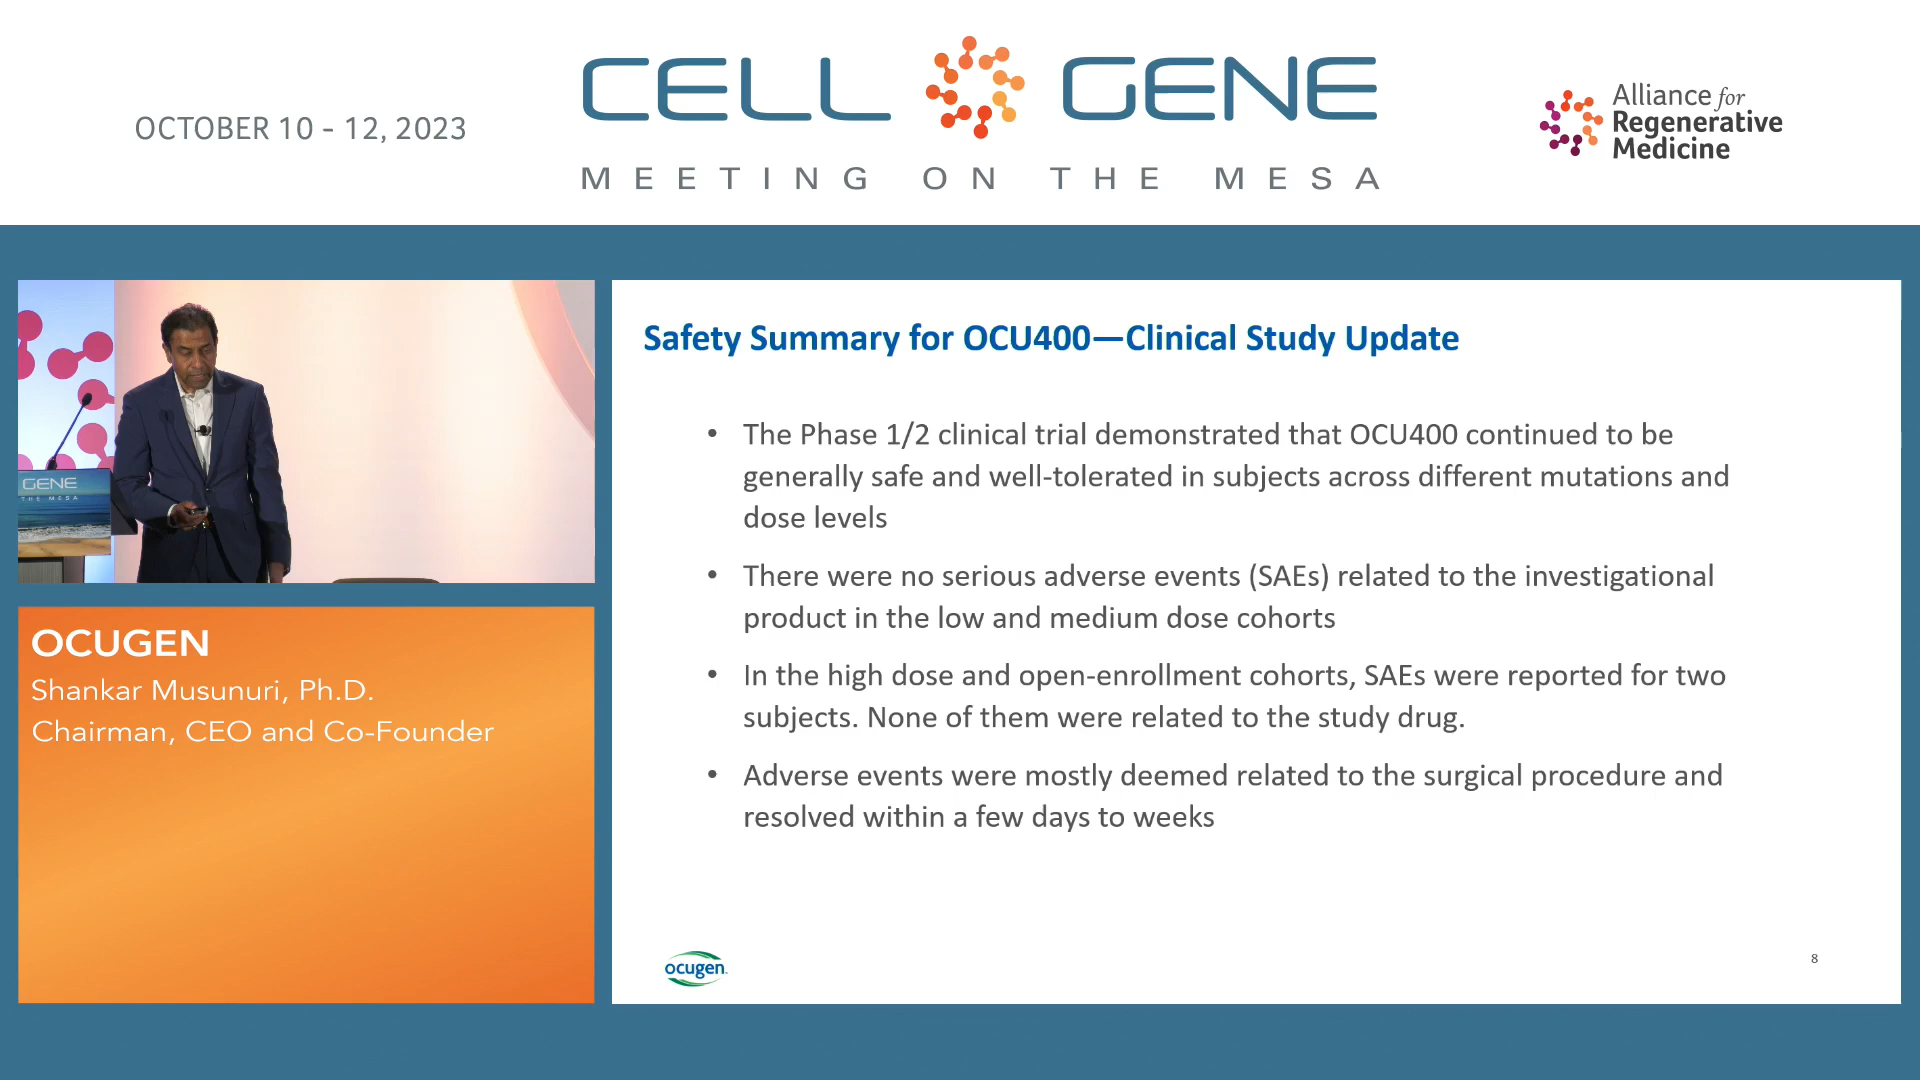 OCTOBER 10 - 12, 2023
CELL GENE
MEETING ON THE MESA
Alliance for
Regenerative
Medicine
GENE
THE MESA
OCUGEN
Shankar Musunuri, Ph.D.
Chairman, CEO and Co-Founder
Safety Summary for OCU400—Clinical Study Update
• The Phase 1/2 clinical trial demonstrated that OCU400 continued to be
generally safe and well-tolerated in subjects across different mutations and
dose levels
• There were no serious adverse events (SAEs) related to the investigational
product in the low and medium dose cohorts
• In the high dose and open-enrollment cohorts, SAEs were reported for two
subjects. None of them were related to the study drug.
• Adverse events were mostly deemed related to the surgical procedure and
resolved within a few days to weeks
ocugen
8